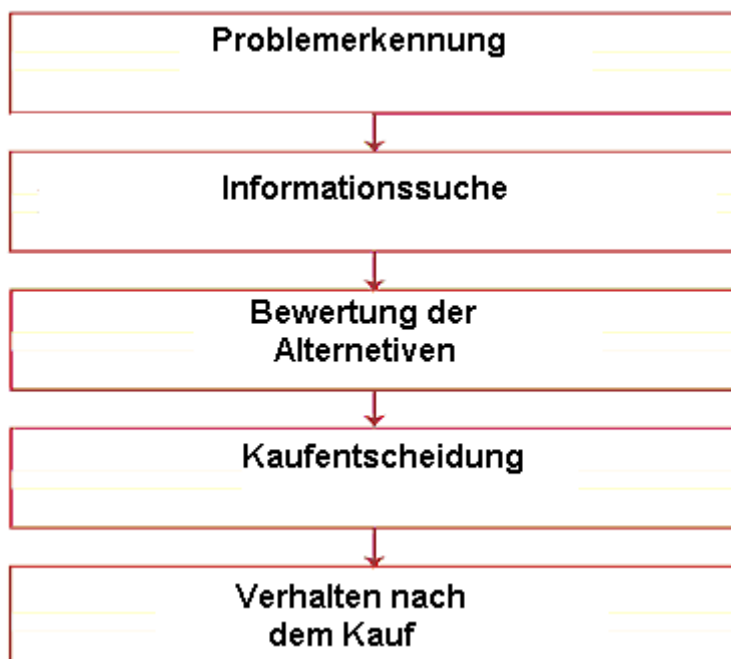 Problemerkennung
Informationssuche
Bewertung der
Alternetiven
Kaufentscheidung
Verhalten nach
dem Kauf